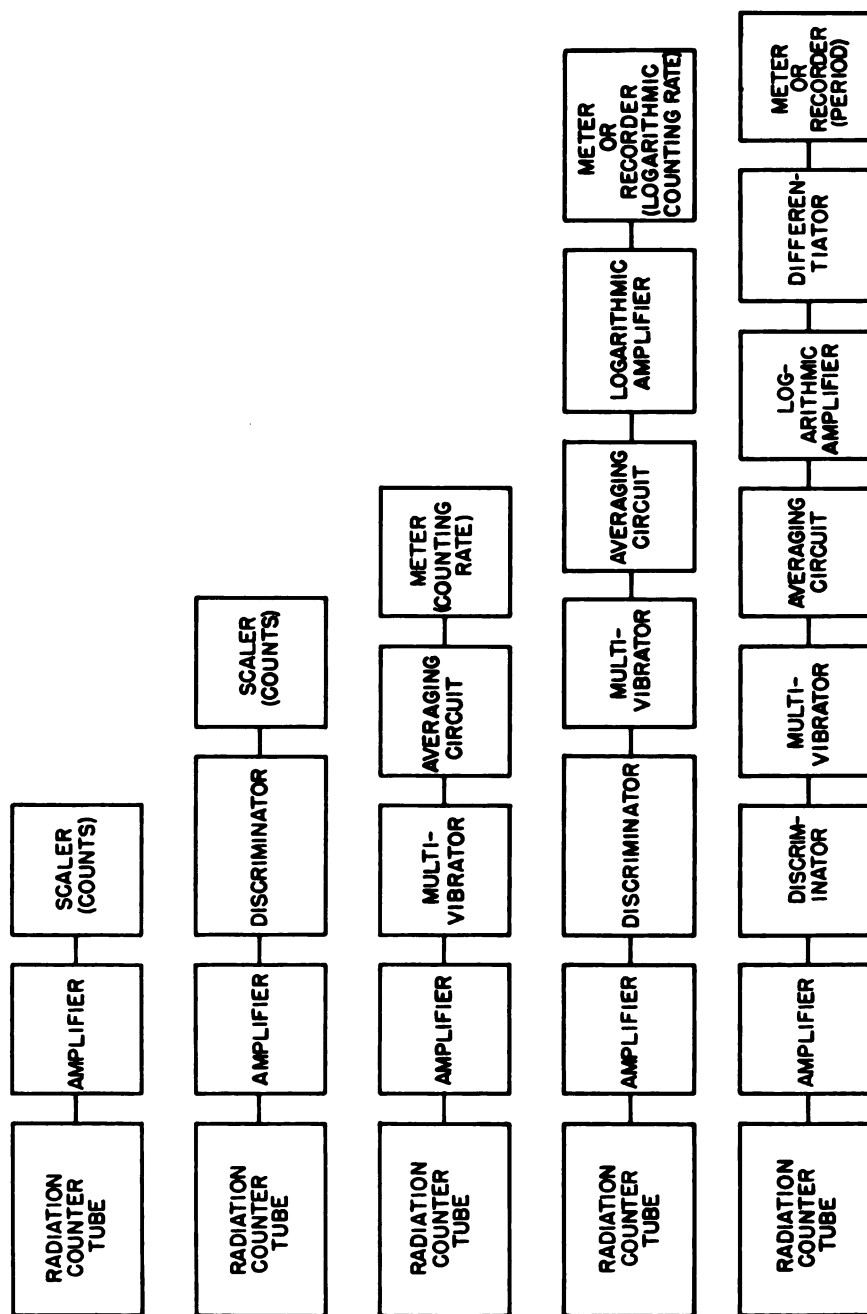 RADIATION
COUNTER
TUBE
AMPLIFIER
SCALER
(COUNTS)
RADIATION
COUNTER
TUBE
AMPLIFIER
DISCRIMINATOR
SCALER
(COUNTS)
RADIATION
COUNTER
TUBE
AMPLIFIER
MULTI-
VIBRATOR
AVERAGING
CIRCUIT
METER
(COUNTING
RATE)
RADIATION
COUNTER
TUBE
AMPLIFIER
DISCRIMINATOR
MULTI-
VIBRATOR
AVERAGING
CIRCUIT
LOGARITHMIC
AMPLIFIER
METER
OR
RECORDER
(LOGARITHMIC
COUNTING RATE)
RADIATION
COUNTER
TUBE
AMPLIFIER
DISCRIM-
INATOR
MULTI-
VIBRATOR
AVERAGING
CIRCUIT
LOG-
ARITHMIC
AMPLIFIER
DIFFEREN-
TIATOR
METER
OR
RECORDER
(PERIOD)